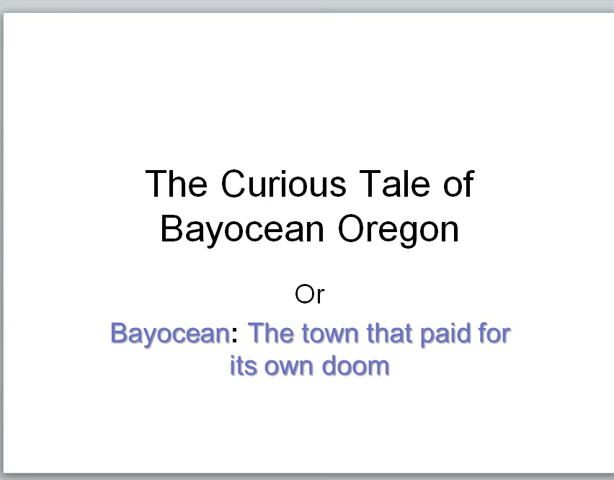 The Curious Tale of
Bayocean Oregon
Or
Bayocean: The town that paid for
its own doom